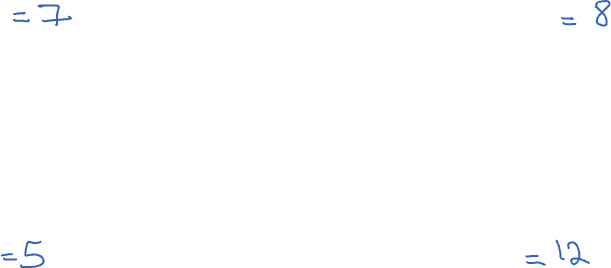 = 7 = 8
= 5 = 12